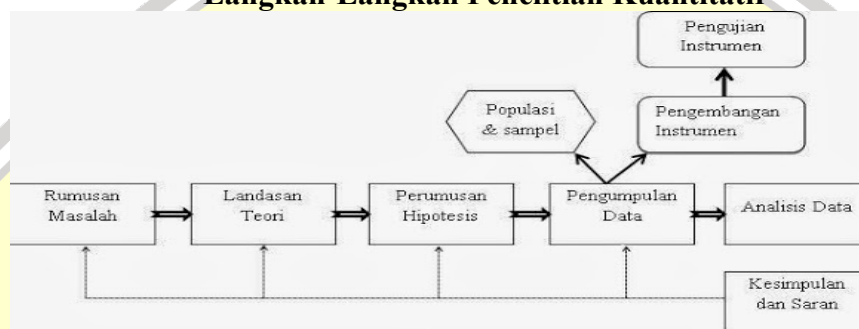 Langkah-Langkah Penelitian Kuantitatif
Pengujian
Instrumen
Populasi
& sampel
Pengembangan
Instrumen
Rumusan
Masalah
Landasan
Teori
Perumusan
Hipotesis
Pengumpulan
Data
Analisis Data
Kesimpulan
dan Saran